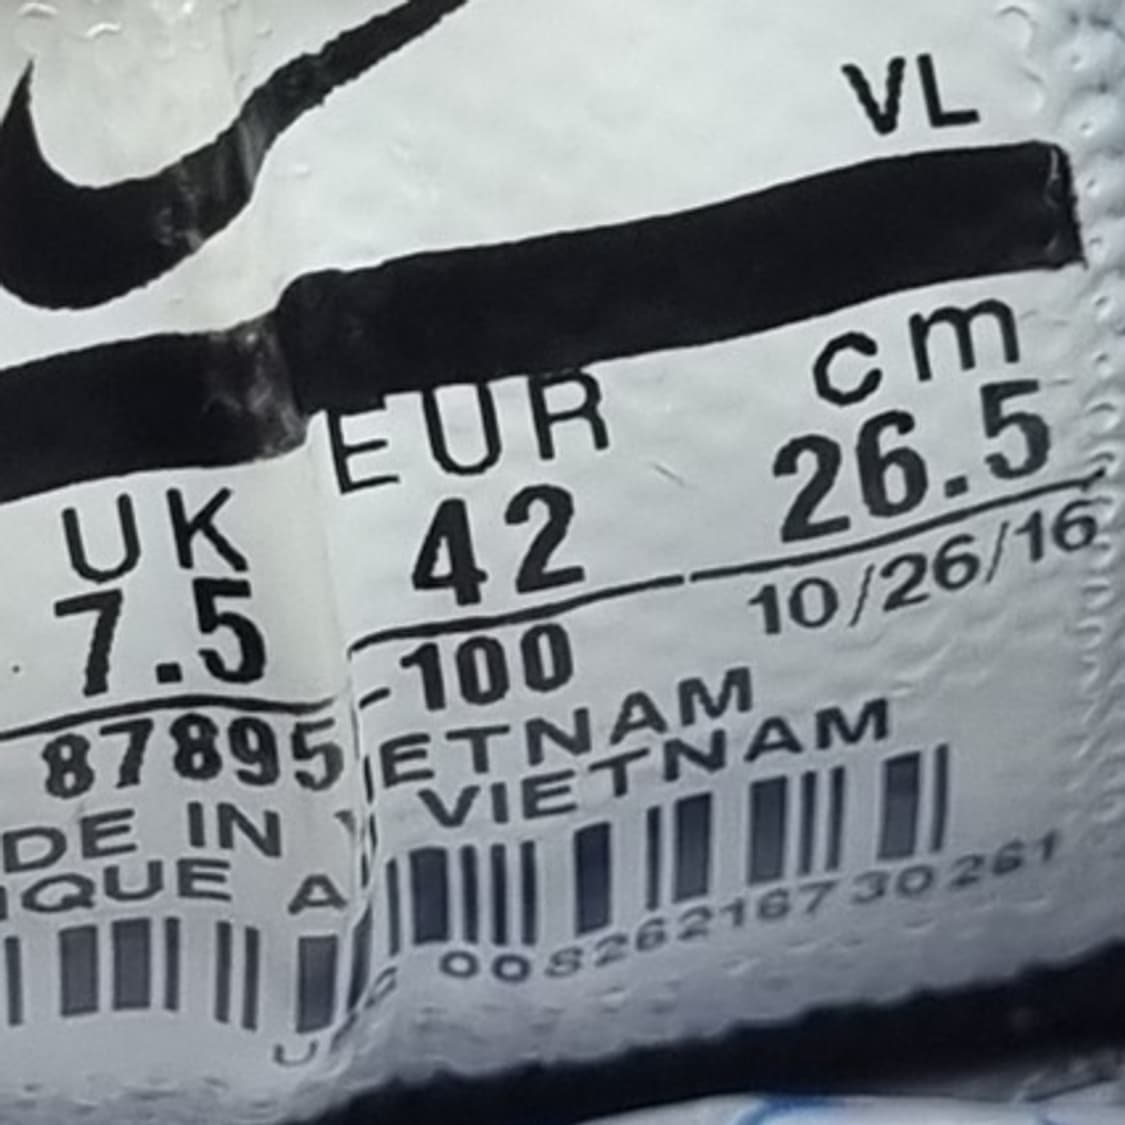 VL
UK EUR cm
7.5 42 26.5
87895 -100 10/26/16
DE IN IETNAM
IQUE A VIETNAM